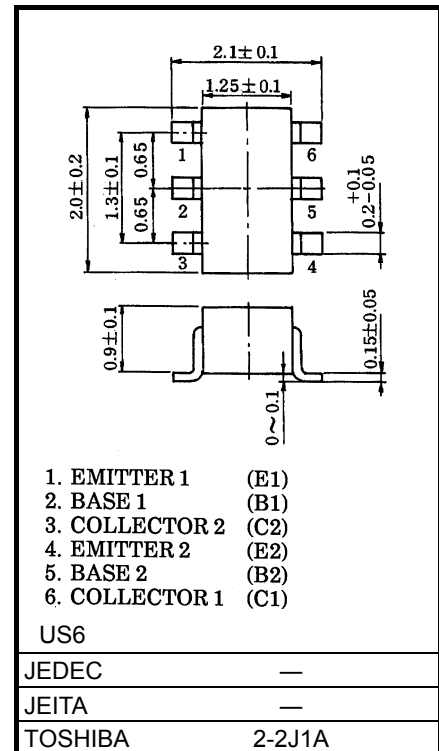 2.1±0.1
1.25±0.1
2.0±0.2
1.3±0.1
0.65
0.65
1
2
3
6
5
4
+0.1
0.2-0.05
0.9±0.1
0.15±0.05
0~0.1
1. EMITTER 1 (E1)
2. BASE 1 (B1)
3. COLLECTOR 2 (C2)
4. EMITTER 2 (E2)
5. BASE 2 (B2)
6. COLLECTOR 1 (C1)
US6
JEDEC —
JEITA —
TOSHIBA 2-2J1A